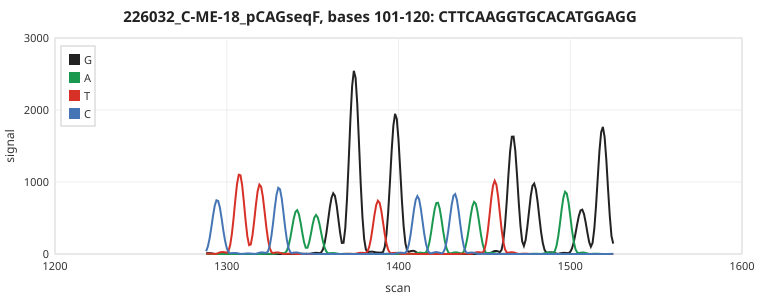 226032_C-ME-18_pCAGseqF, bases 101-120: CTTCAAGGTGCACATGGAGG
3000
2000
1000
0
signal
G
A
T
C
1200
1300
1400
1500
1600
scan